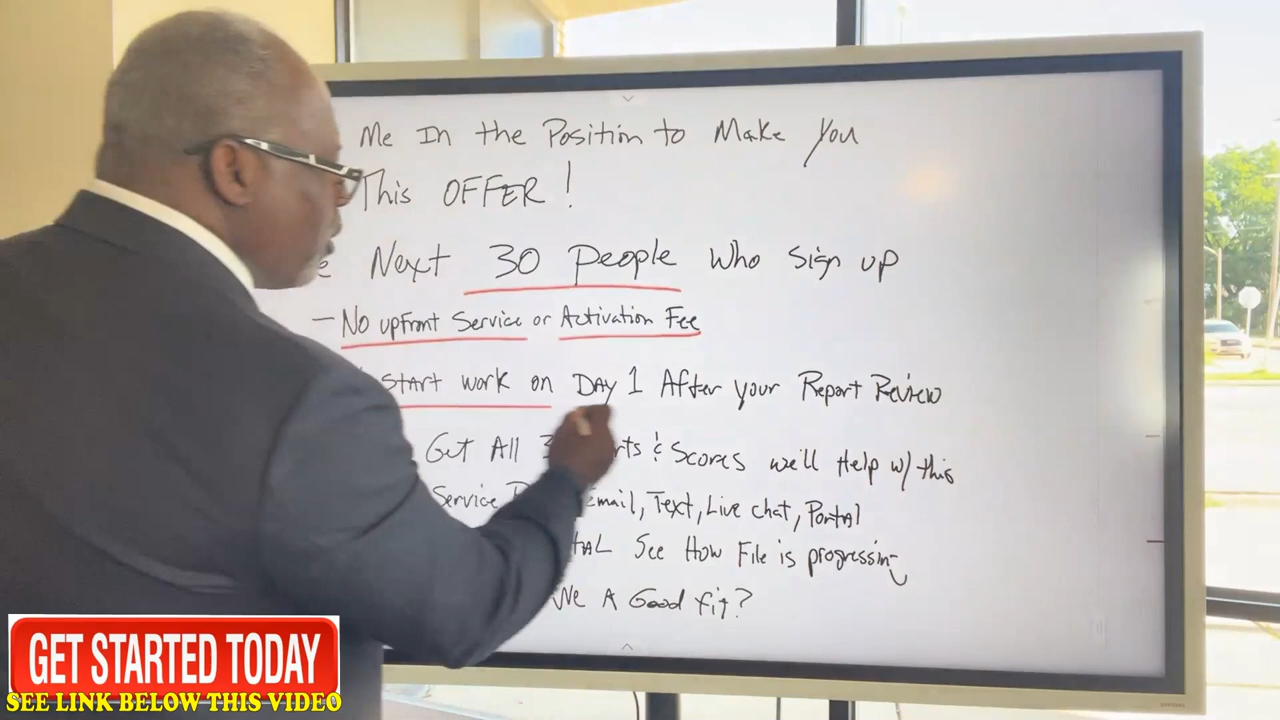 Me In the Position to Make You
This OFFER!
Next 30 People Who Sign up
- No upfront Service or Activation Fee
START work on DAY 1 After your Report Review
Get All & Scores we'll Help w/ this
Service Email, Text, Live chat, Portal
See How File is progressing
A Good fit?
GET STARTED TODAY
SEE LINK BELOW THIS VIDEO